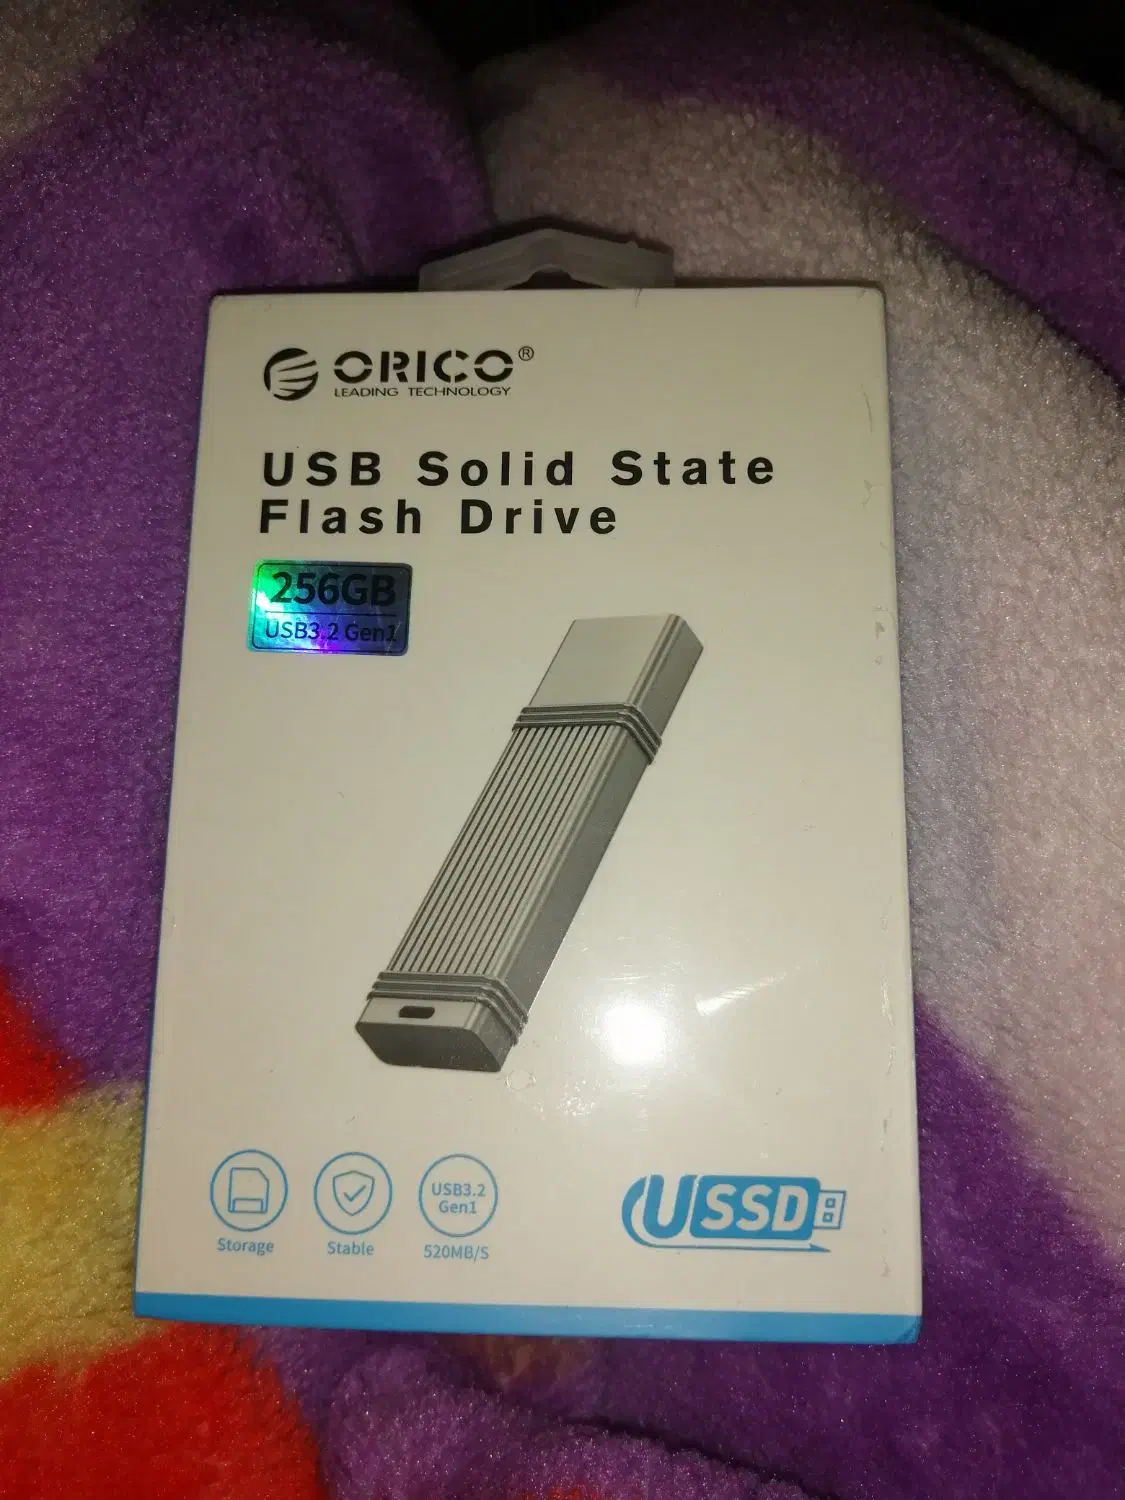 ORICO®
LEADING TECHNOLOGY
USB Solid State
Flash Drive
256GB
USB3.2 Gen1
USB3.2
Gen1
Storage
Stable
520MB/S
USSD